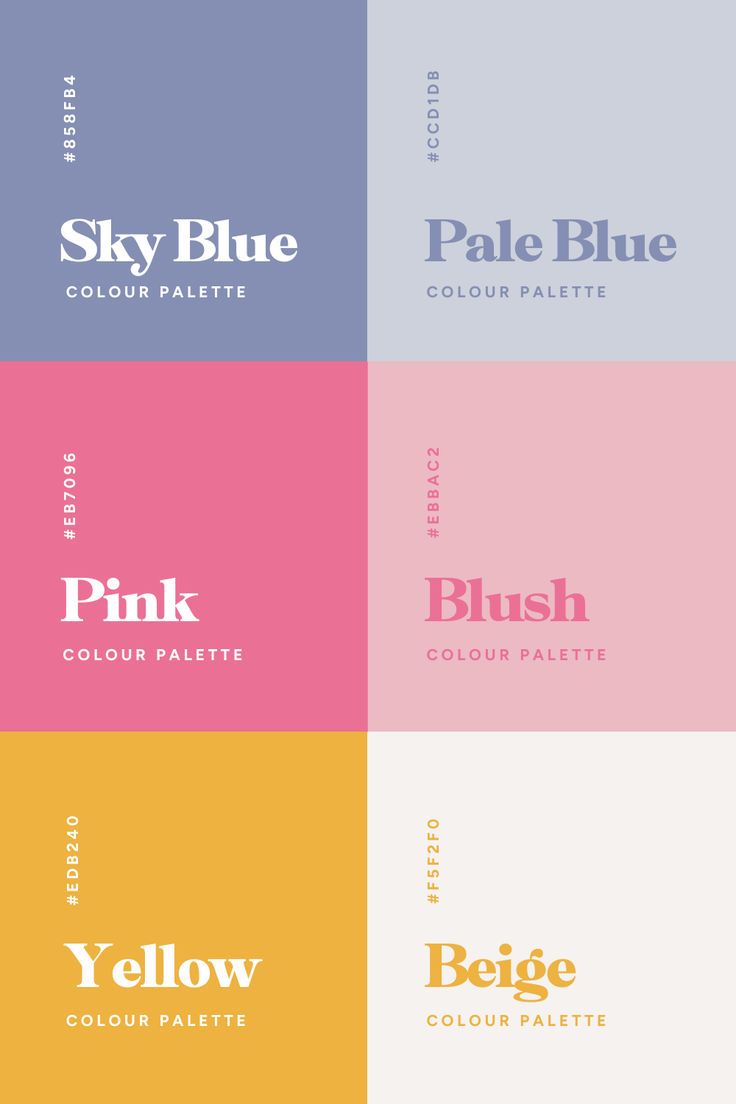 #858FB4
Sky Blue
COLOUR PALETTE
#CCD1DB
Pale Blue
COLOUR PALETTE
#EB7096
Pink
COLOUR PALETTE
#EBBAC2
Blush
COLOUR PALETTE
#EDB240
Yellow
COLOUR PALETTE
#F5F2F0
Beige
COLOUR PALETTE